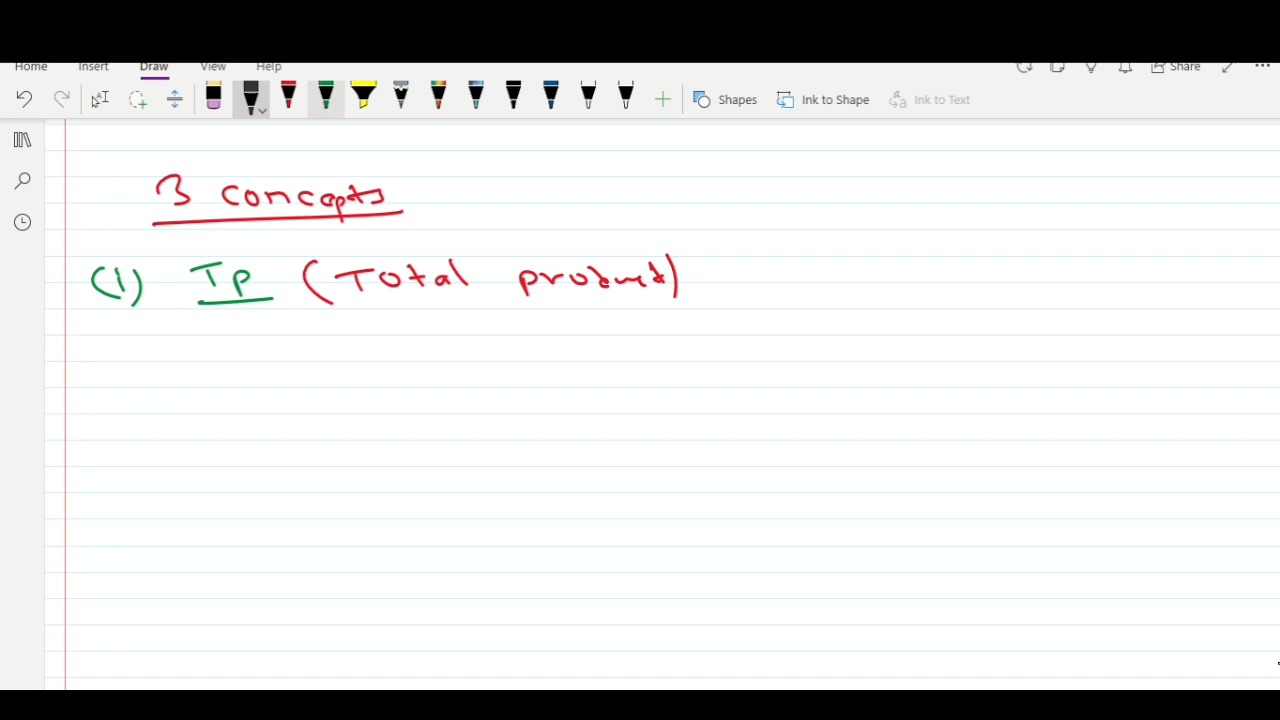 Home Insert Draw View Help Share
Shapes Ink to Shape Ink to Text
3 concepts
(1) TP (Total product)